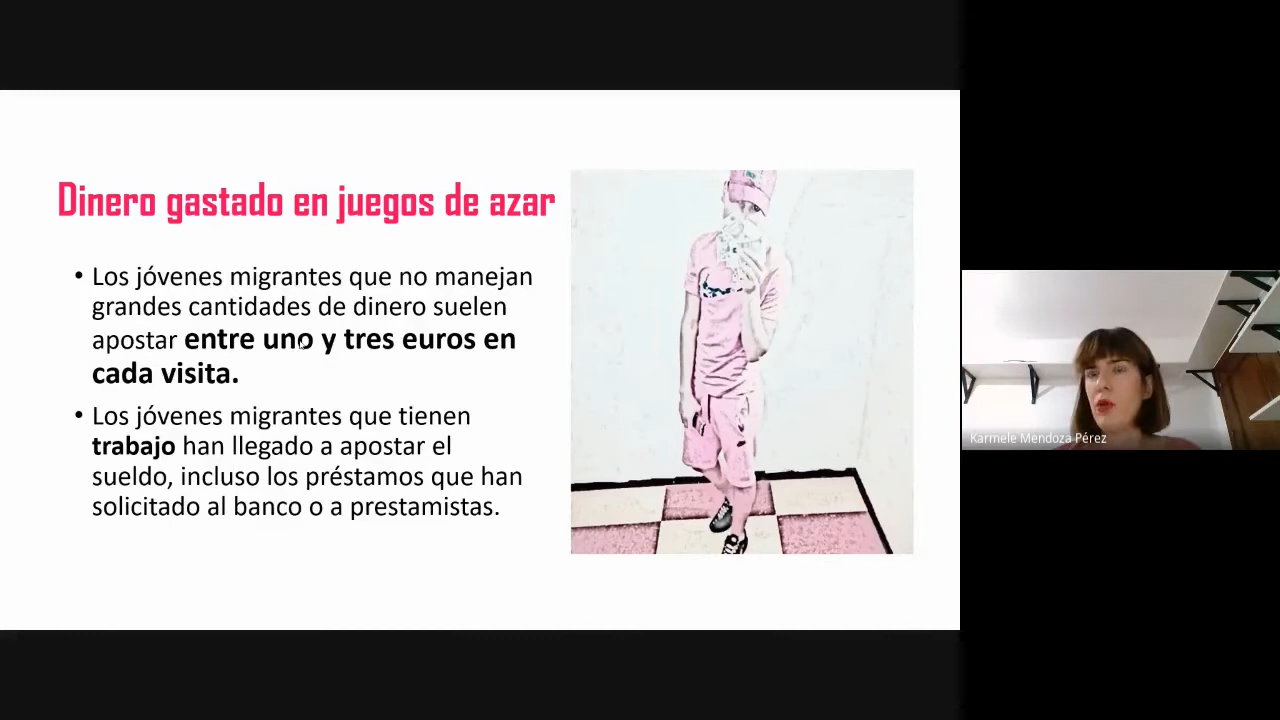 Dinero gastado en juegos de azar
• Los jóvenes migrantes que no manejan
grandes cantidades de dinero suelen
apostar entre uno y tres euros en
cada visita.
• Los jóvenes migrantes que tienen
trabajo han llegado a apostar el
sueldo, incluso los préstamos que han
solicitado al banco o a prestamistas.
Karmele Mendoza Pérez